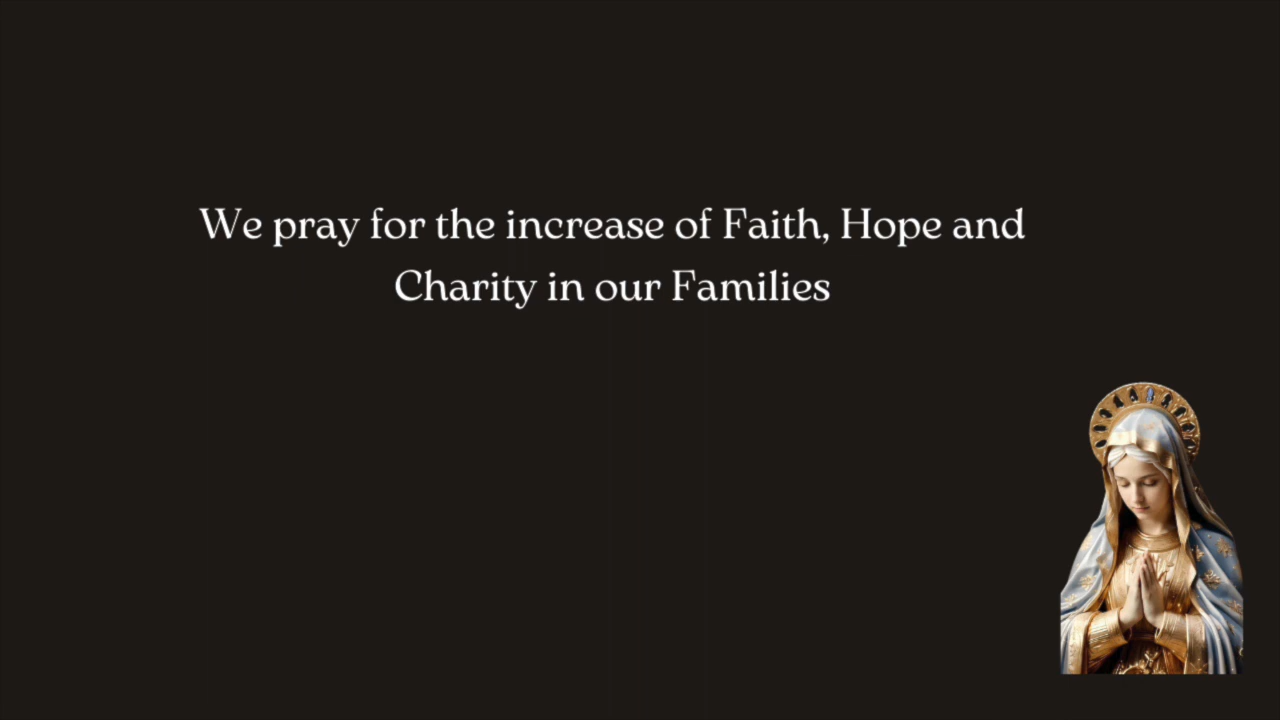 We pray for the increase of Faith, Hope and
Charity in our Families